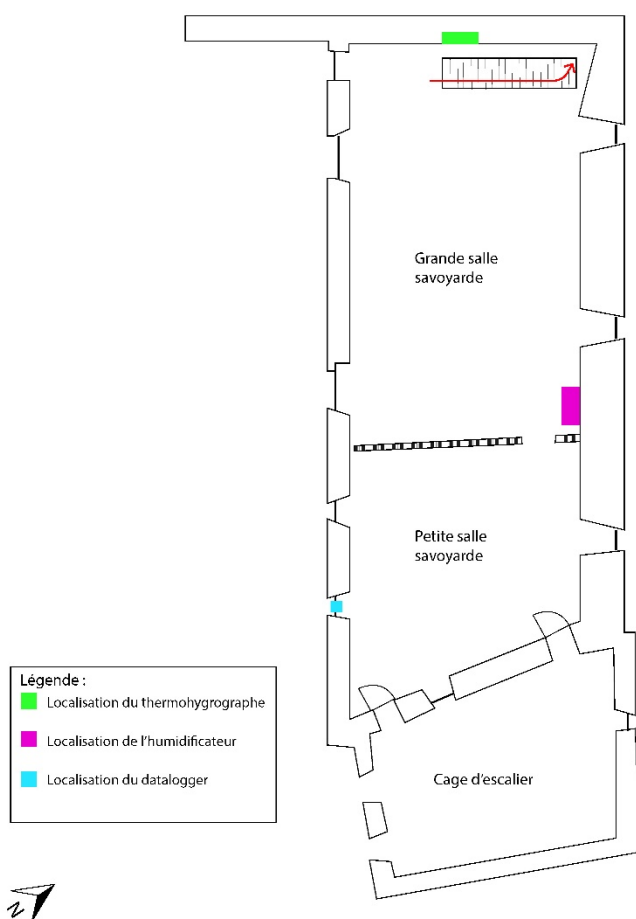 Grande salle
savoyarde
Petite salle
savoyarde
Légende :
Localisation du thermohygrographe
Localisation de l'humidificateur
Localisation du datalogger
Cage d'escalier
N